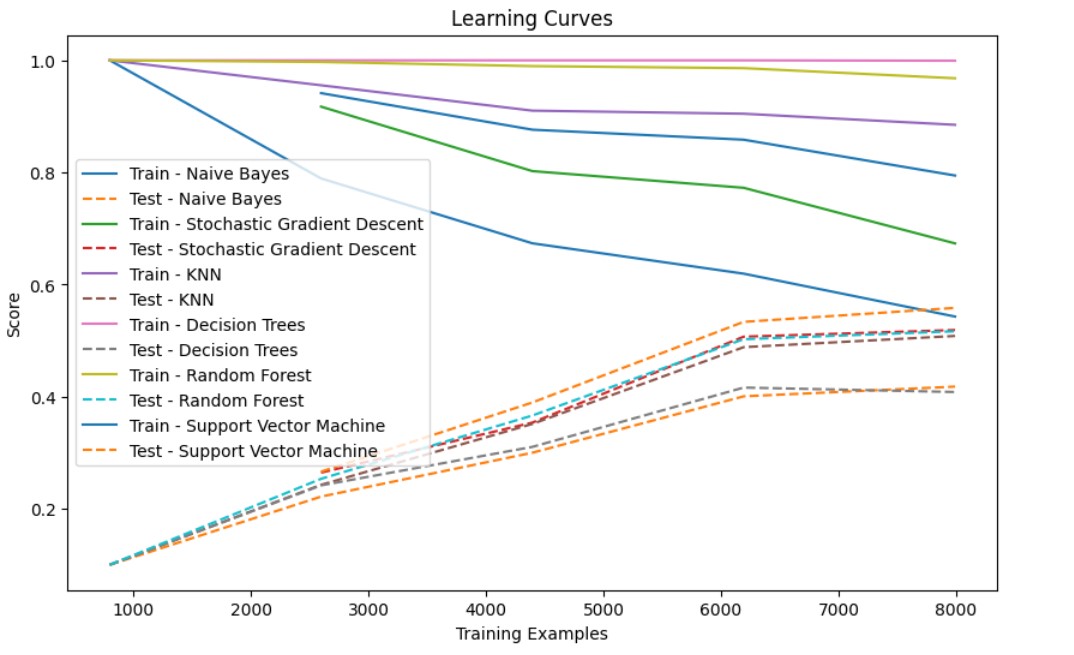 Learning Curves
1.0
0.8
0.6
0.4
0.2
Score
Train - Naive Bayes
Test - Naive Bayes
Train - Stochastic Gradient Descent
Test - Stochastic Gradient Descent
Train - KNN
Test - KNN
Train - Decision Trees
Test - Decision Trees
Train - Random Forest
Test - Random Forest
Train - Support Vector Machine
Test - Support Vector Machine
1000 2000 3000 4000 5000 6000 7000 8000
Training Examples